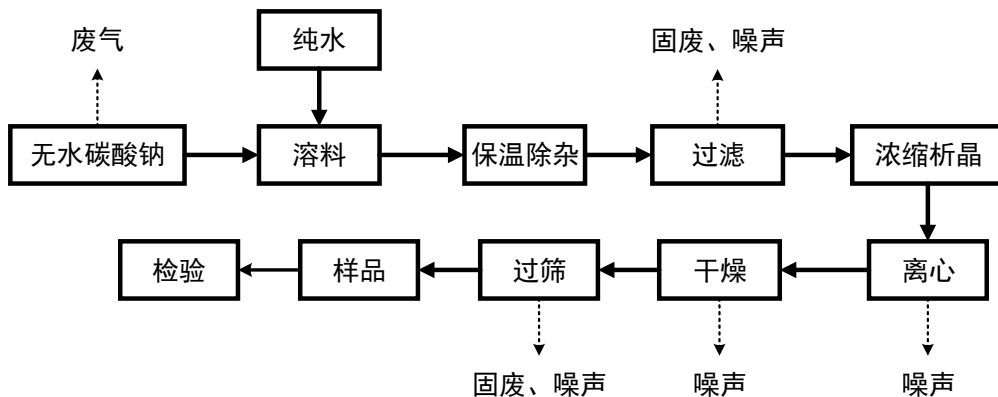 废气
纯水
固废、噪声
无水碳酸钠
溶料
保温除杂
过滤
浓缩析晶
检验
样品
过筛
干燥
离心
固废、噪声
噪声
噪声